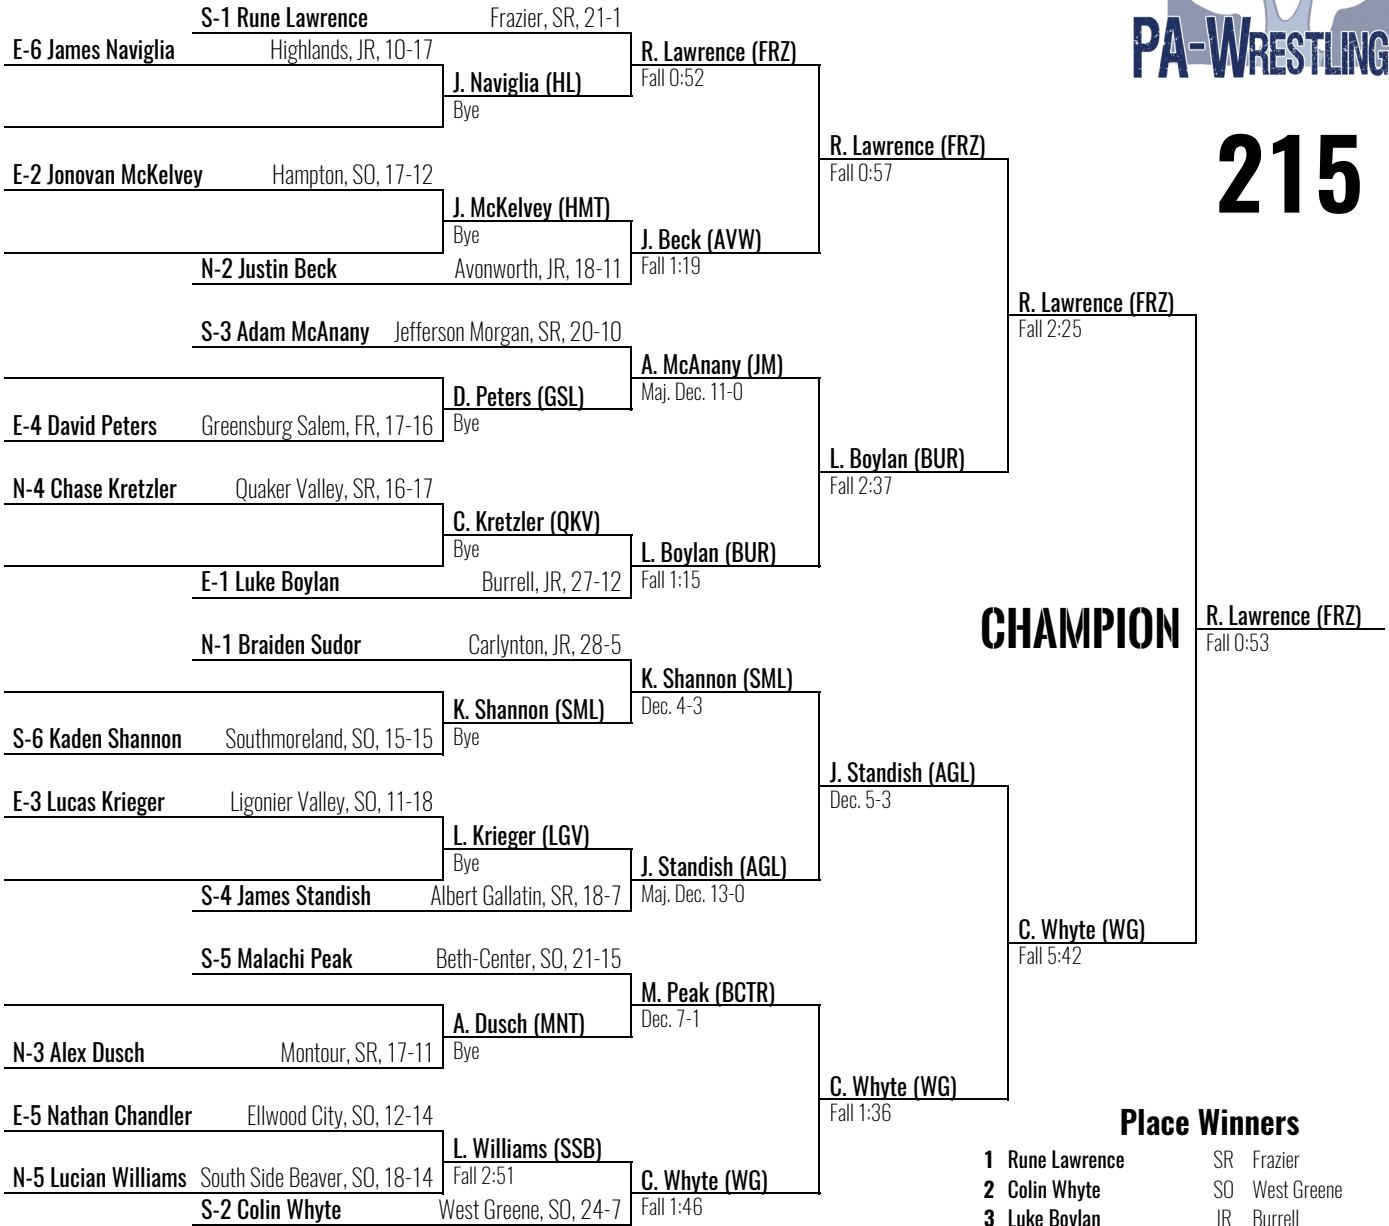 S-1 Rune Lawrence Frazier, SR, 21-1
E-6 James Naviglia Highlands, JR, 10-17
R. Lawrence (FRZ)
Fall 0:52
J. Naviglia (HL)
Bye
PA-WRESTLING
215
R. Lawrence (FRZ)
Fall 0:57
E-2 Jonovan McKelvey Hampton, SO, 17-12
J. McKelvey (HMT)
Bye
J. Beck (AVW)
Fall 1:19
N-2 Justin Beck Avonworth, JR, 18-11
R. Lawrence (FRZ)
Fall 2:25
S-3 Adam McAnany Jefferson Morgan, SR, 20-10
A. McAnany (JM)
Maj. Dec. 11-0
D. Peters (GSL)
Bye
E-4 David Peters Greensburg Salem, FR, 17-16
L. Boylan (BUR)
Fall 2:37
N-4 Chase Kretzler Quaker Valley, SR, 16-17
C. Kretzler (QKV)
Bye
L. Boylan (BUR)
Fall 1:15
E-1 Luke Boylan Burrell, JR, 27-12
CHAMPION
R. Lawrence (FRZ)
Fall 0:53
N-1 Braiden Sudor Carlynton, JR, 28-5
K. Shannon (SML)
Dec. 4-3
K. Shannon (SML)
Bye
S-6 Kaden Shannon Southmoreland, SO, 15-15
J. Standish (AGL)
Dec. 5-3
E-3 Lucas Krieger Ligonier Valley, SO, 11-18
L. Krieger (LGV)
Bye
J. Standish (AGL)
Maj. Dec. 13-0
S-4 James Standish Albert Gallatin, SR, 18-7
C. Whyte (WG)
Fall 5:42
S-5 Malachi Peak Beth-Center, SO, 21-15
M. Peak (BCTR)
Dec. 7-1
A. Dusch (MNT)
Bye
N-3 Alex Dusch Montour, SR, 17-11
C. Whyte (WG)
Fall 1:36
E-5 Nathan Chandler Ellwood City, SO, 12-14
L. Williams (SSB)
Fall 2:51
N-5 Lucian Williams South Side Beaver, SO, 18-14
C. Whyte (WG)
Fall 1:46
S-2 Colin Whyte West Greene, SO, 24-7
Place Winners
1 Rune Lawrence SR Frazier
2 Colin Whyte SO West Greene
3 Luke Boylan JR Burrell